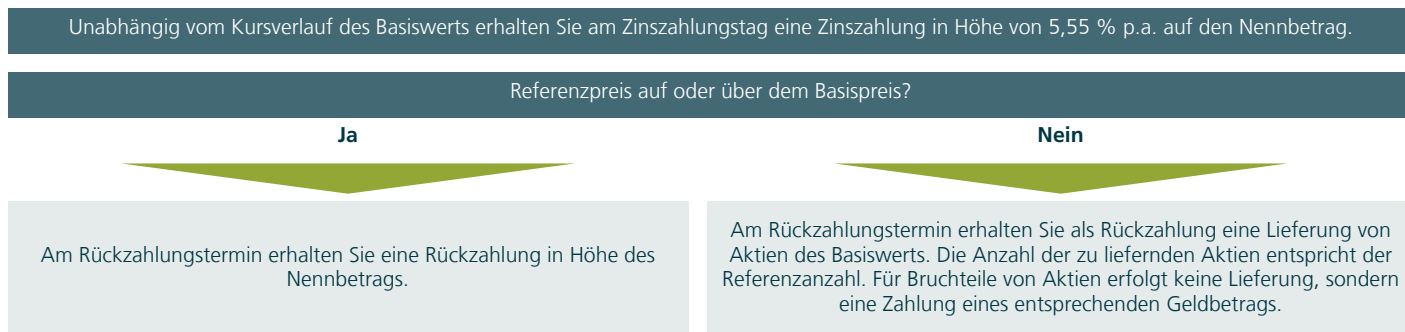 Unabhängig vom Kursverlauf des Basiswerts erhalten Sie am Zinszahlungstag eine Zinszahlung in Höhe von 5,55 % p.a. auf den Nennbetrag.
Referenzpreis auf oder über dem Basispreis?
Ja
Nein
Am Rückzahlungstermin erhalten Sie eine Rückzahlung in Höhe des
Nennbetrags.
Am Rückzahlungstermin erhalten Sie als Rückzahlung eine Lieferung von
Aktien des Basiswerts. Die Anzahl der zu liefernden Aktien entspricht der
Referenzanzahl. Für Bruchteile von Aktien erfolgt keine Lieferung, sondern
eine Zahlung eines entsprechenden Geldbetrags.